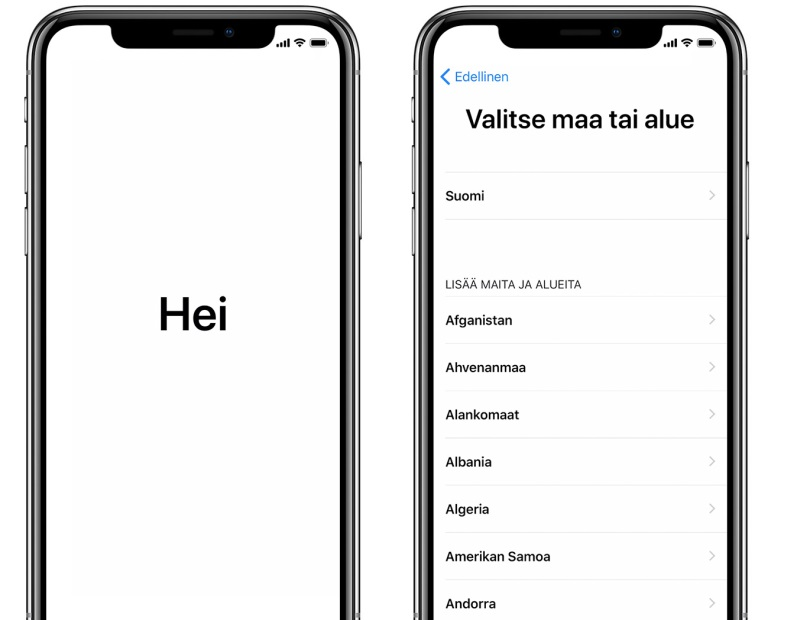 Hei
Edellinen
Valitse maa tai alue
Suomi
LISÄÄ MAITA JA ALUEITA
Afganistan
Ahvenanmaa
Alankomaat
Albania
Algeria
Amerikan Samoa
Andorra